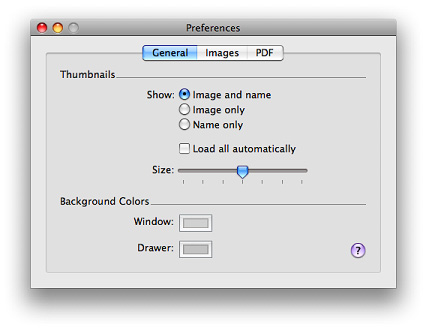 Preferences
General Images PDF
Thumbnails
Show: Image and name
Image only
Name only
Load all automatically
Size:
Background Colors
Window:
Drawer:
?